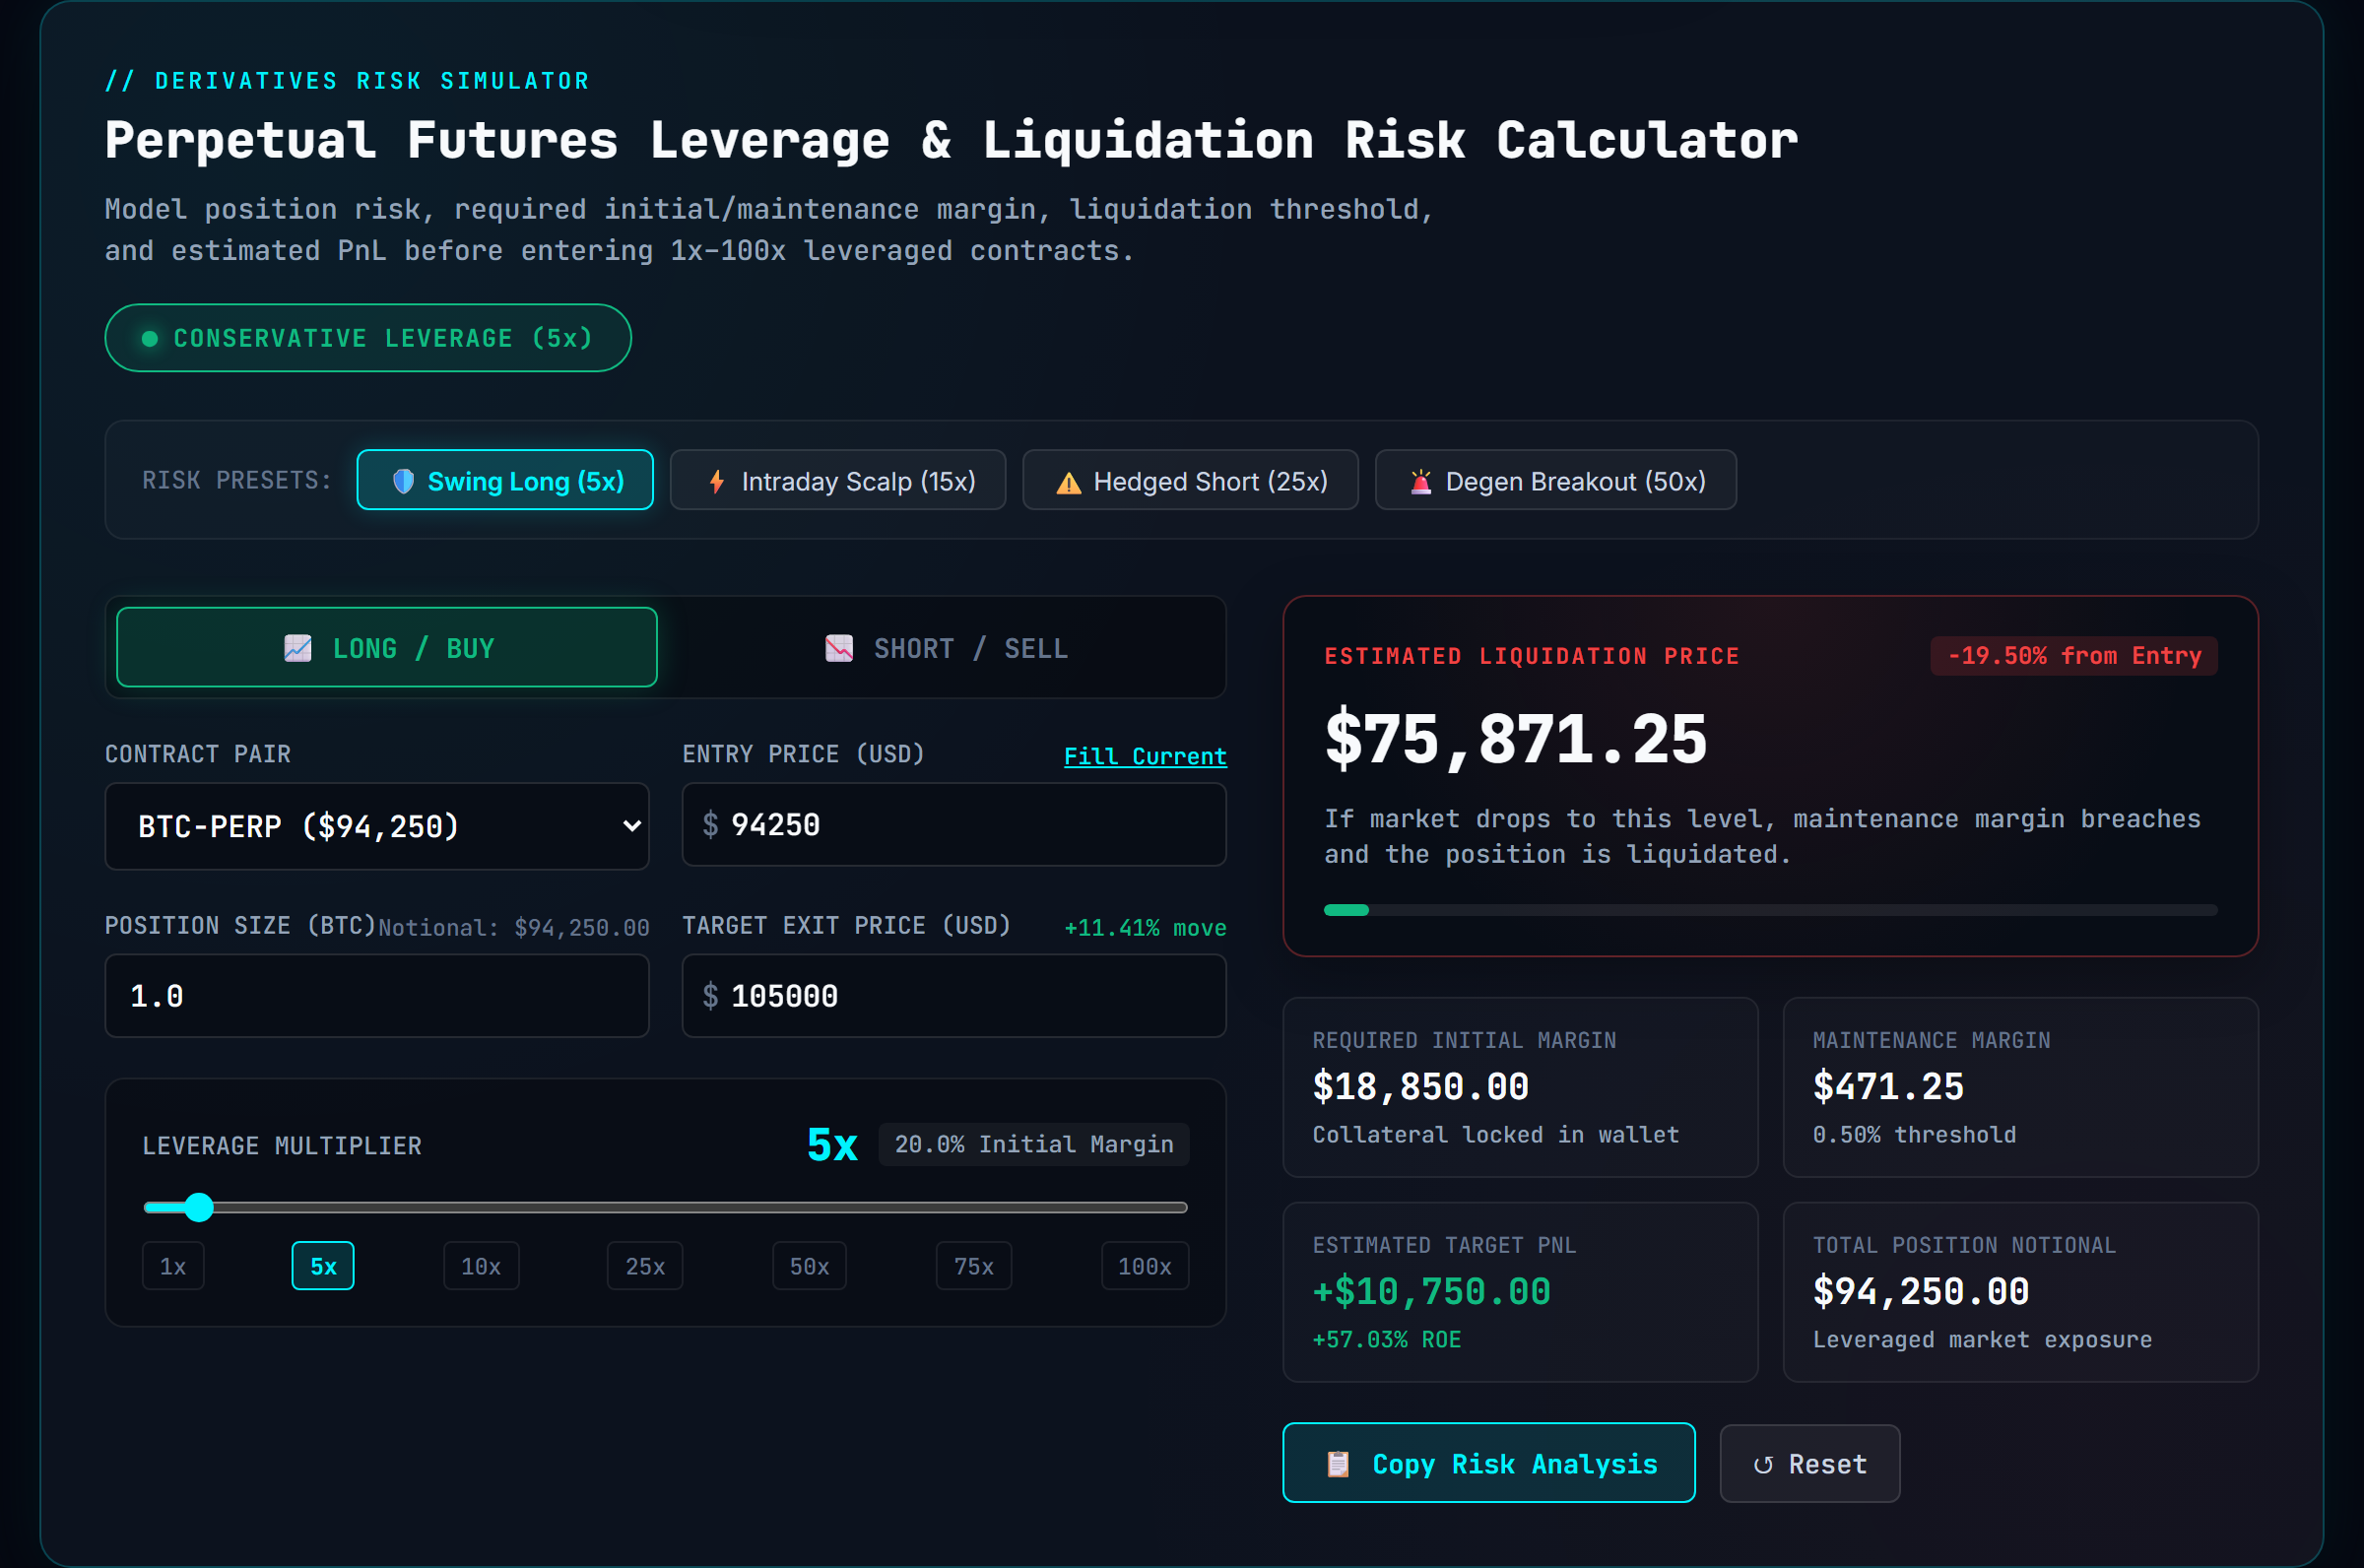 // DERIVATIVES RISK SIMULATOR
Perpetual Futures Leverage & Liquidation Risk Calculator
Model position risk, required initial/maintenance margin, liquidation threshold,
and estimated PnL before entering 1x–100x leveraged contracts.
CONSERVATIVE LEVERAGE (5x)
RISK PRESETS:
Swing Long (5x)
Intraday Scalp (15x)
Hedged Short (25x)
Degen Breakout (50x)
LONG / BUY
SHORT / SELL
CONTRACT PAIR
BTC-PERP ($94,250)
ENTRY PRICE (USD)
Fill Current
$ 94250
POSITION SIZE (BTC)
Notional: $94,250.00
1.0
TARGET EXIT PRICE (USD)
+11.41% move
$ 105000
LEVERAGE MULTIPLIER
5x
20.0% Initial Margin
1x
5x
10x
25x
50x
75x
100x
ESTIMATED LIQUIDATION PRICE
-19.50% from Entry
$75,871.25
If market drops to this level, maintenance margin breaches
and the position is liquidated.
REQUIRED INITIAL MARGIN
$18,850.00
Collateral locked in wallet
MAINTENANCE MARGIN
$471.25
0.50% threshold
ESTIMATED TARGET PNL
+$10,750.00
+57.03% ROE
TOTAL POSITION NOTIONAL
$94,250.00
Leveraged market exposure
Copy Risk Analysis
↺ Reset